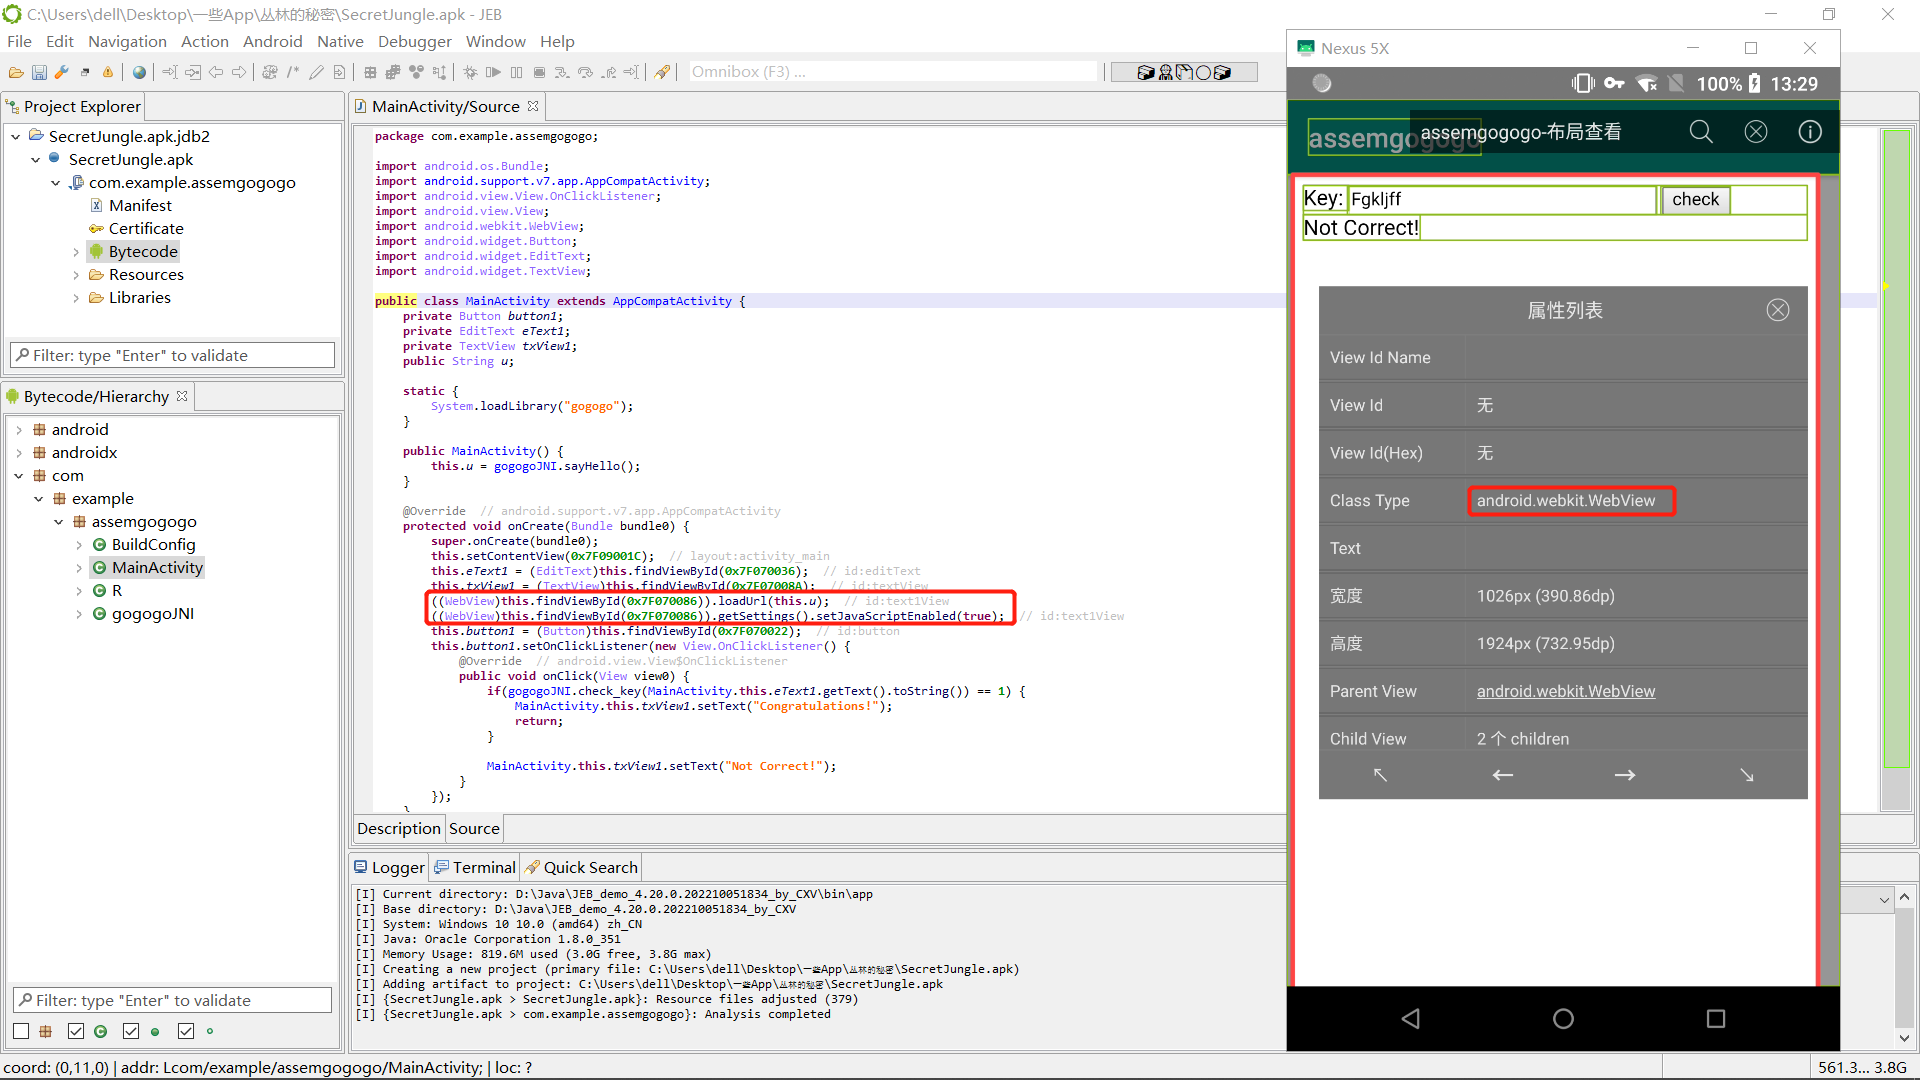 C:\Users\dell\Desktop\一些App\丛林的秘密\SecretJungle.apk - JEB
File Edit Navigation Action Android Native Debugger Window Help
Omnibox (F3) ...
Project Explorer
SecretJungle.apk.jdb2
SecretJungle.apk
com.example.assemgogogo
Manifest
Certificate
Bytecode
Resources
Libraries
Filter: type "Enter" to validate
Bytecode/Hierarchy
android
androidx
com
example
assemgogogo
BuildConfig
MainActivity
R
gogogoJNI
Filter: type "Enter" to validate
MainActivity/Source
package com.example.assemgogogo;
import android.os.Bundle;
import android.support.v7.app.AppCompatActivity;
import android.view.View.OnClickListener;
import android.view.View;
import android.webkit.WebView;
import android.widget.Button;
import android.widget.EditText;
import android.widget.TextView;
public class MainActivity extends AppCompatActivity {
private Button button1;
private EditText eText1;
private TextView txView1;
public String u;
static {
System.loadLibrary("gogogo");
}
public MainActivity() {
this.u = gogogoJNI.sayHello();
}
@Override // android.support.v7.app.AppCompatActivity
protected void onCreate(Bundle bundle0) {
super.onCreate(bundle0);
this.setContentView(0x7F09001C); // layout:activity_main
this.eText1 = (EditText)this.findViewById(0x7F070036); // id:editText
this.txView1 = (TextView)this.findViewById(0x7F07008A); // id:textView
((WebView)this.findViewById(0x7F070086)).loadUrl(this.u); // id:text1View
((WebView)this.findViewById(0x7F070086)).getSettings().setJavaScriptEnabled(true); // id:text1View
this.button1 = (Button)this.findViewById(0x7F070022); // id:button
this.button1.setOnClickListener(new View.OnClickListener() {
@Override // android.view.View$OnClickListener
public void onClick(View view0) {
if(gogogoJNI.check_key(MainActivity.this.eText1.getText().toString()) == 1) {
MainActivity.this.txView1.setText("Congratulations!");
return;
}
MainActivity.this.txView1.setText("Not Correct!");
}
});
}
Description Source
Logger Terminal Quick Search
[I] Current directory: D:\Java\JEB_demo_4.20.0.202210051834_by_CXV\bin\app
[I] Base directory: D:\Java\JEB_demo_4.20.0.202210051834_by_CXV
[I] System: Windows 10 10.0 (amd64) zh_CN
[I] Java: Oracle Corporation 1.8.0_351
[I] Memory Usage: 819.6M used (3.0G free, 3.8G max)
[I] Creating a new project (primary file: C:\Users\dell\Desktop\一些App\丛林的秘密\SecretJungle.apk)
[I] Adding artifact to project: C:\Users\dell\Desktop\一些App\丛林的秘密\SecretJungle.apk
[I] {SecretJungle.apk > SecretJungle.apk}: Resource files adjusted (379)
[I] {SecretJungle.apk > com.example.assemgogogo}: Analysis completed
Nexus 5X
100% 13:29
assemgogogo
assemgogogo-布局查看
Key: Fgkljff check
Not Correct!
属性列表
View Id Name
View Id 无
View Id(Hex) 无
Class Type android.webkit.WebView
Text
宽度 1026px (390.86dp)
高度 1924px (732.95dp)
Parent View android.webkit.WebView
Child View 2 个 children
coord: (0,11,0) | addr: Lcom/example/assemgogogo/MainActivity; | loc: ?
561.3... 3.8G